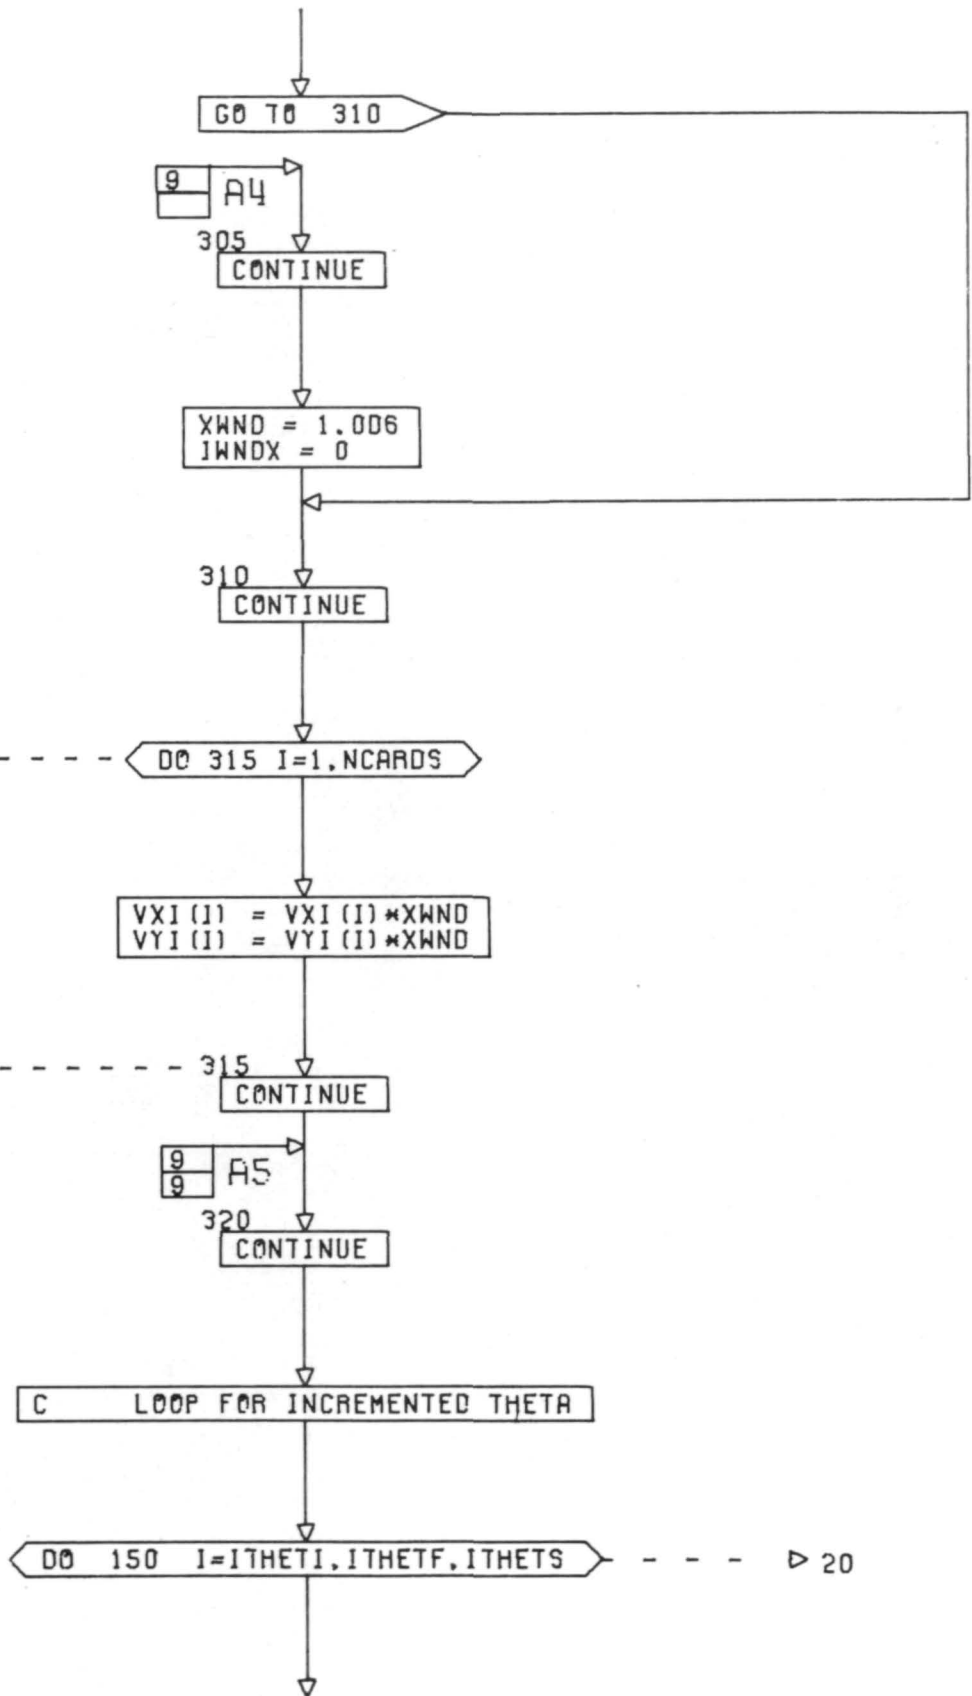 GO TO 310
9
A4
305
CONTINUE
XWND = 1.0D6
IWNDX = 0
310
CONTINUE
DO 315 I=1,NCARDS
VXI(I) = VXI(I)*XWND
VYI(I) = VYI(I)*XWND
315
CONTINUE
9
9
A5
320
CONTINUE
C LOOP FOR INCREMENTED THETA
DO 150 I=ITHETI,ITHETF,ITHETS
20